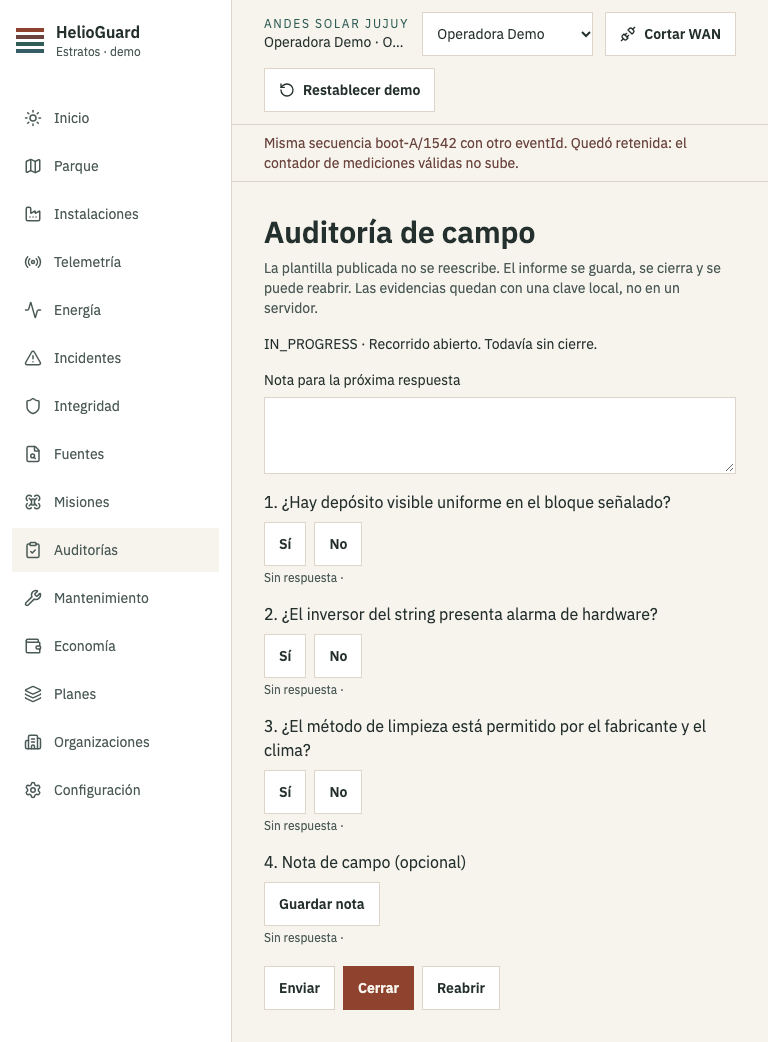 HelioGuard
Estratos · demo
Inicio
Parque
Instalaciones
Telemetría
Energía
Incidentes
Integridad
Fuentes
Misiones
Auditorías
Mantenimiento
Economía
Planes
Organizaciones
Configuración
ANDES SOLAR JUJUY
Operadora Demo · O...
Operadora Demo
Cortar WAN
Restablecer demo
Misma secuencia boot-A/1542 con otro eventId. Quedó retenida: el
contador de mediciones válidas no sube.
Auditoría de campo
La plantilla publicada no se reescribe. El informe se guarda, se cierra y se
puede reabrir. Las evidencias quedan con una clave local, no en un
servidor.
IN_PROGRESS · Recorrido abierto. Todavía sin cierre.
Nota para la próxima respuesta
1. ¿Hay depósito visible uniforme en el bloque señalado?
Sí
No
Sin respuesta ·
2. ¿El inversor del string presenta alarma de hardware?
Sí
No
Sin respuesta ·
3. ¿El método de limpieza está permitido por el fabricante y el
clima?
Sí
No
Sin respuesta ·
4. Nota de campo (opcional)
Guardar nota
Sin respuesta ·
Enviar
Cerrar
Reabrir